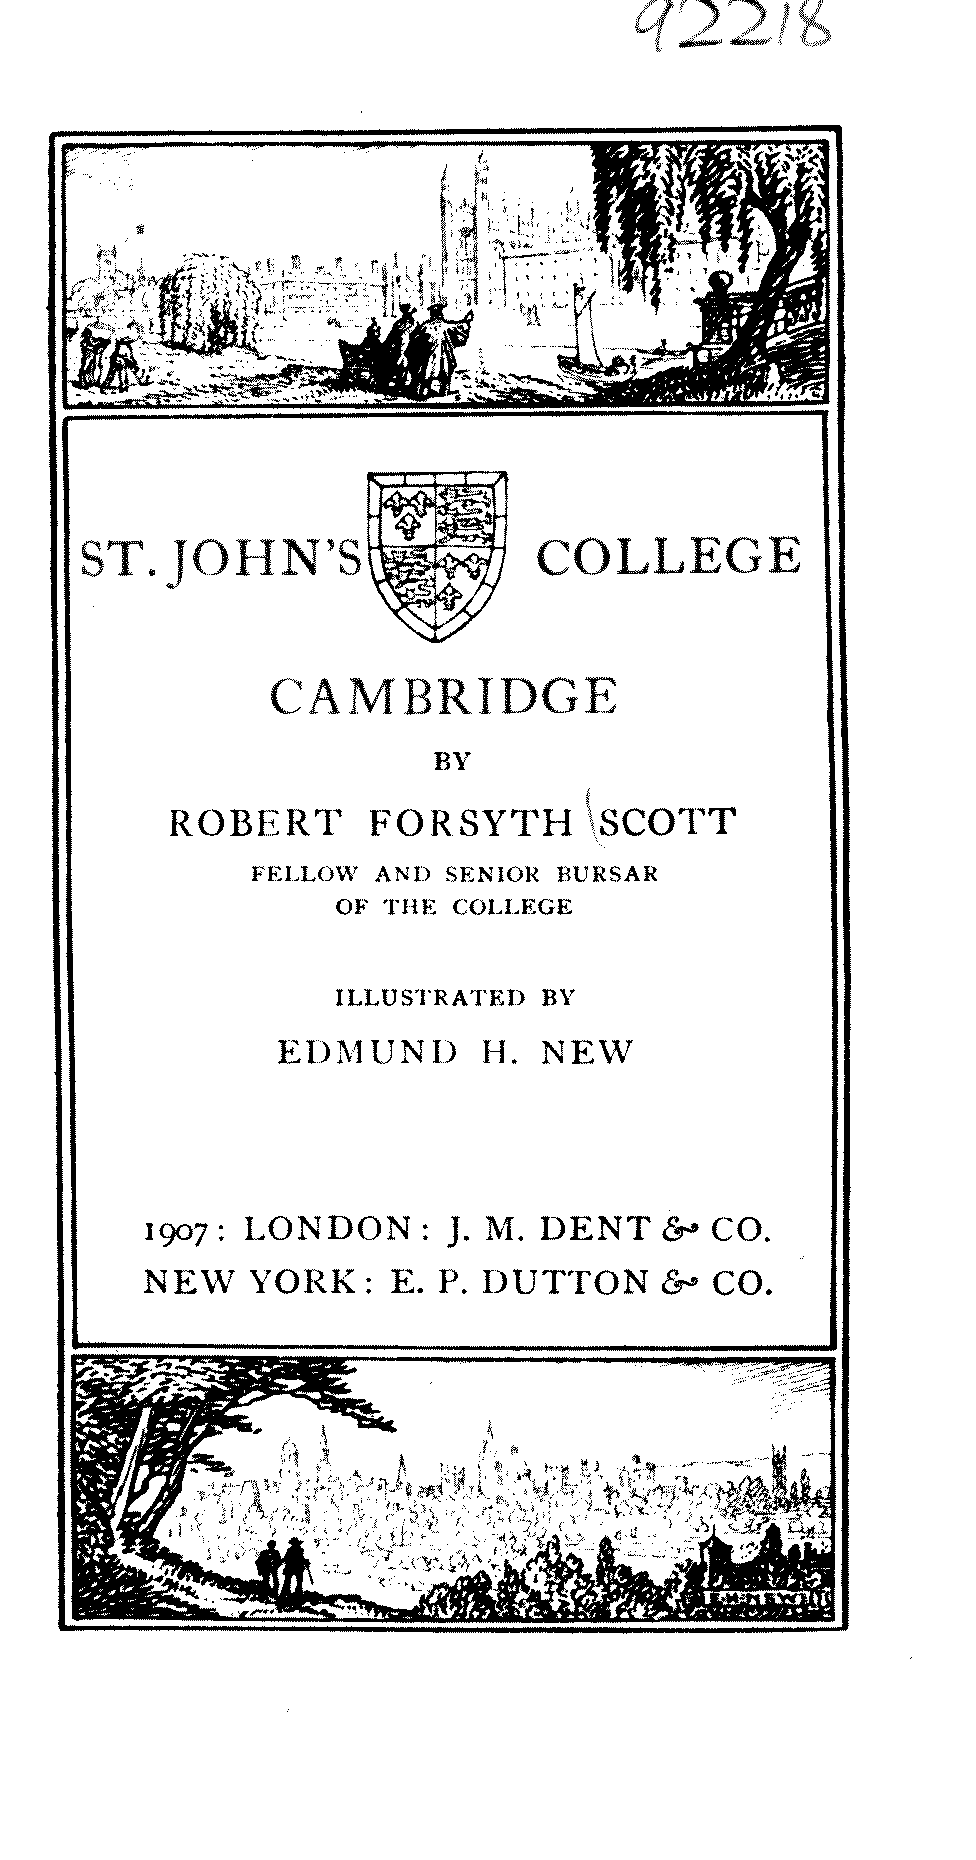 92218
ST. JOHN'S COLLEGE
CAMBRIDGE
BY
ROBERT FORSYTH SCOTT
FELLOW AND SENIOR BURSAR
OF THE COLLEGE
ILLUSTRATED BY
EDMUND H. NEW
1907: LONDON: J. M. DENT & CO.
NEW YORK: E. P. DUTTON & CO.
E.H.NEW